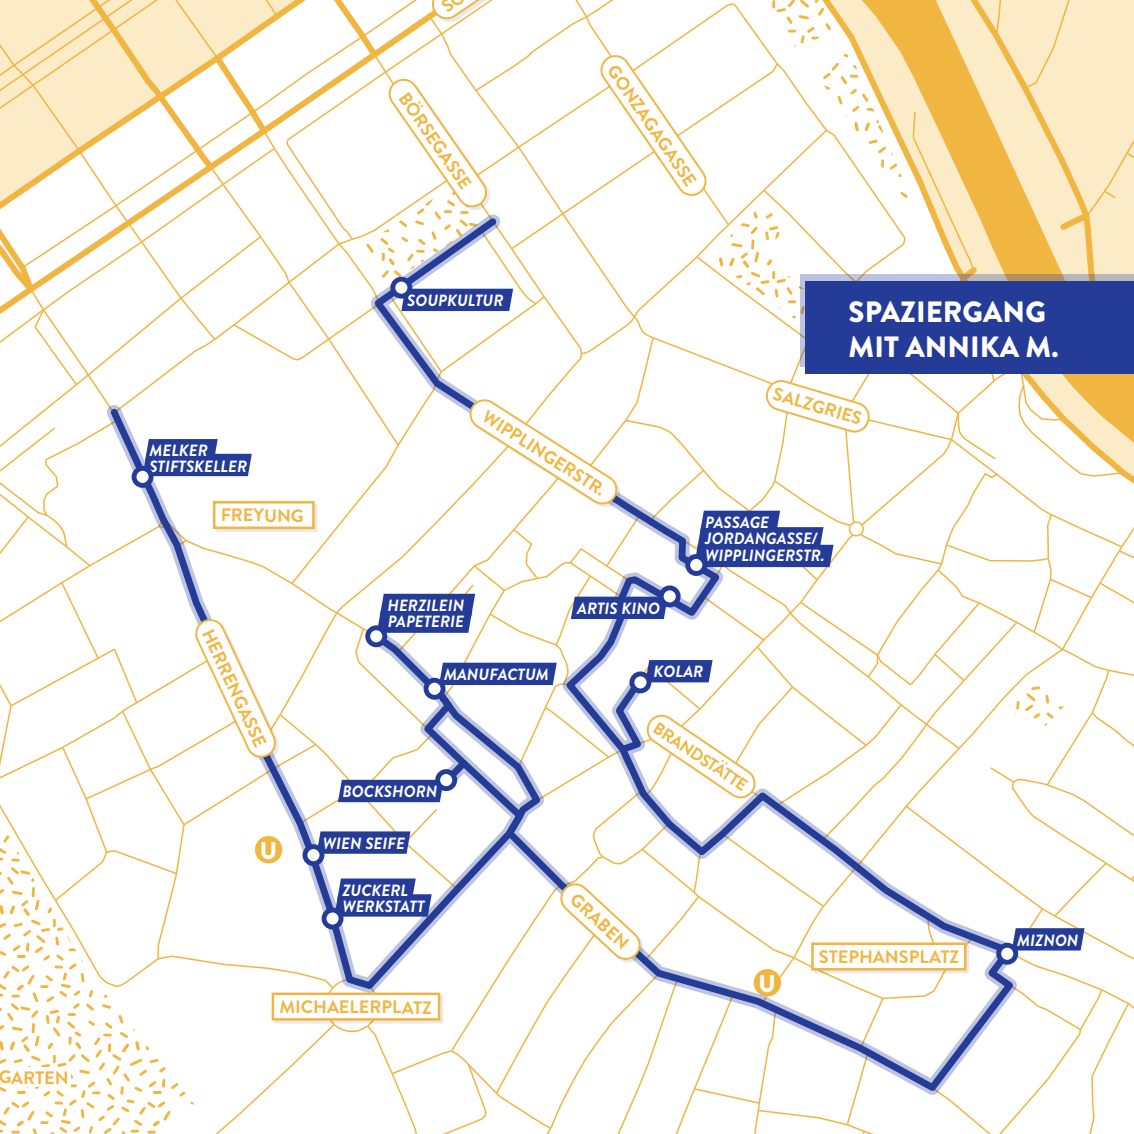 BÖRSEGASSE
GONZAGAGASSE
SOUPKULTUR
SPAZIERGANG
MIT ANNIKA M.
SALZGRIES
WIPPLINGERSTR.
MELKER
STIFTSKELLER
FREYUNG
PASSAGE
JORDANGASSE/
WIPPLINGERSTR.
ARTIS KINO
HERZILEIN
PAPETERIE
MANUFACTUM
KOLAR
HERRENGASSE
BRANDSTÄTTE
BOCKSHORN
WIEN SEIFE
U
ZUCKERL
WERKSTATT
GRABEN
MIZNON
STEPHANSPLATZ
U
MICHAELERPLATZ
GARTEN